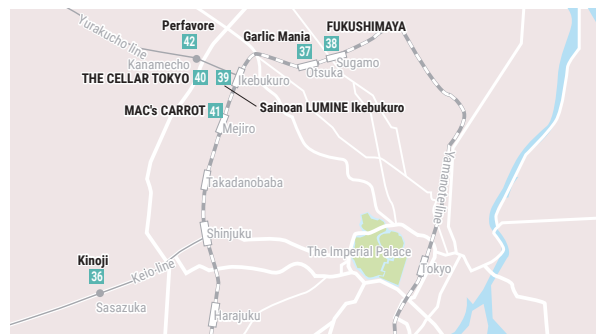 Perfavore
42
Yurakucho line
Kanamecho
Garlic Mania
37
FUKUSHIMAYA
38
Otsuka
Sugamo
THE CELLAR TOKYO 40
39
Ikebukuro
Sainoan LUMINE Ikebukuro
MAC's CARROT 41
Mejiro
Yamanote line
Takadanobaba
Shinjuku
The Imperial Palace
Kinoji
36
Keio line
Tokyo
Sasazuka
Harajuku